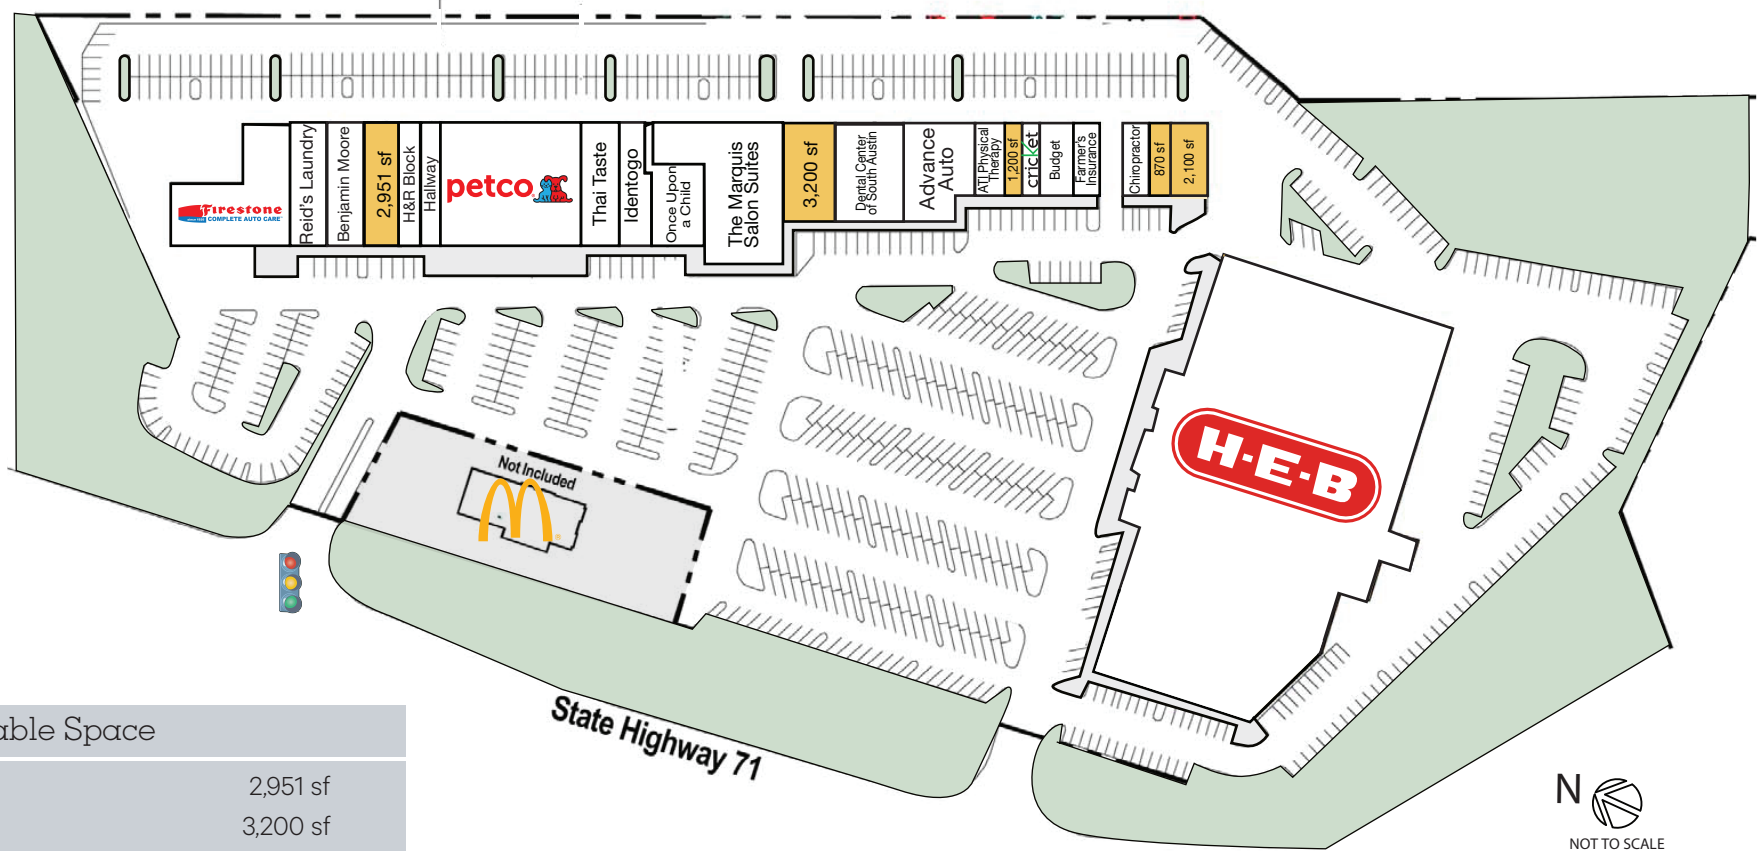 Firestone
COMPLETE AUTO CARE
Reid's Laundry
Benjamin Moore
2,951 sf
H&R Block
Hallway
petco
Thai Taste
Identogo
Once Upon
a Child
The Marquis
Salon Suites
3,200 sf
Dental Center
of South Austin
Advance
Auto
ATI Physical
Therapy
1,200 sf
cricket
Budget
Farmer's
Insurance
Chiropractor
870 sf
2,100 sf
H·E·B
Not Included
State Highway 71
able Space
2,951 sf
3,200 sf
N
NOT TO SCALE